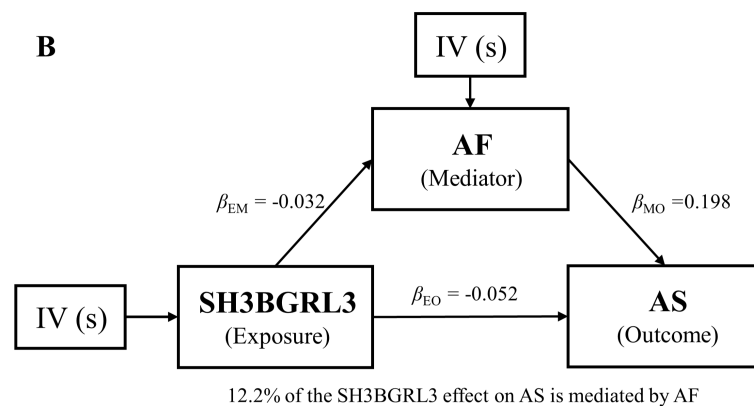 B
IV (s)
AF
(Mediator)
βEM = -0.032
βMO =0.198
IV (s)
SH3BGRL3
(Exposure)
βEO = -0.052
AS
(Outcome)
12.2% of the SH3BGRL3 effect on AS is mediated by AF